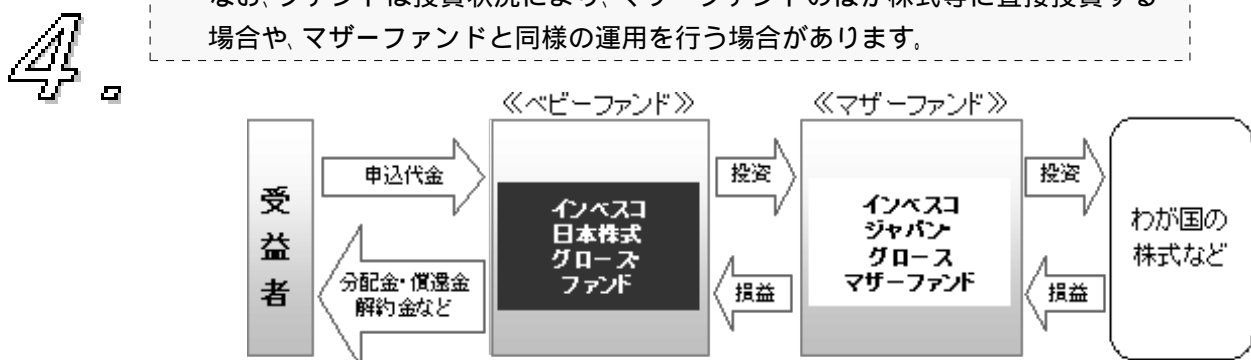 なお、ファンドは投資状況により、マザーファンドのほか株式等に直接投資する
場合や、マザーファンドと同様の運用を行う場合があります。
4.
≪ベビーファンド≫
≪マザーファンド≫
受益者
申込代金
分配金・償還金
解約金など
インベスコ
日本株式
グロース・
ファンド
投資
損益
インベスコ
ジャパン・
グロース
マザーファンド
投資
損益
わが国の
株式など